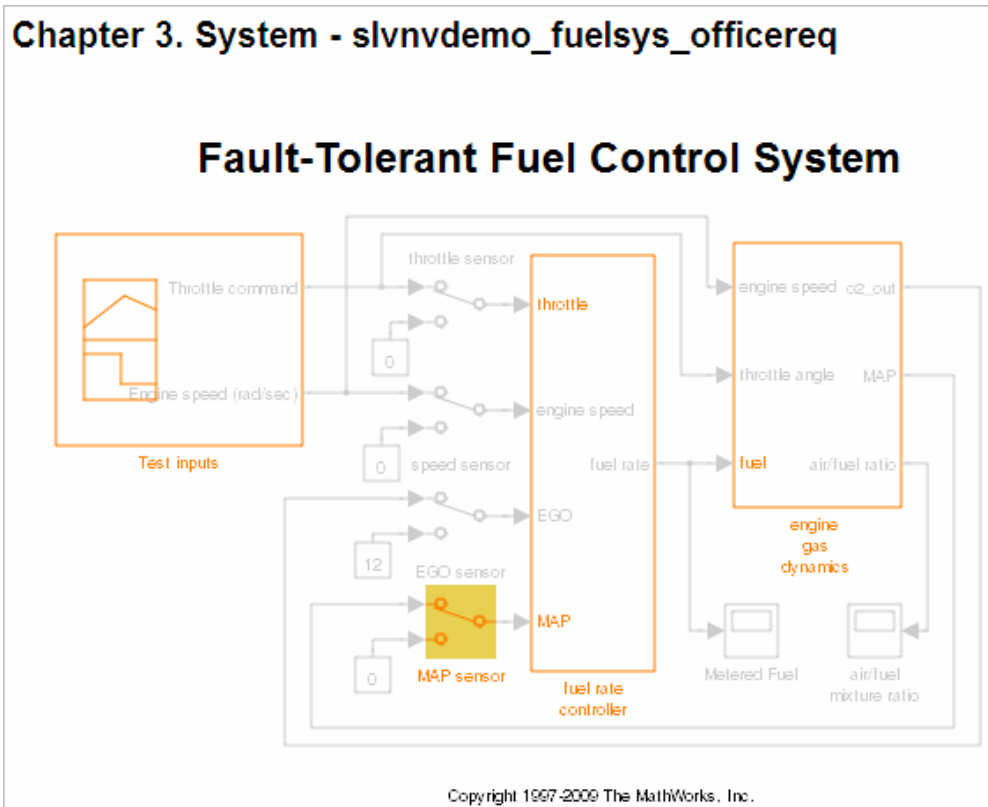 Chapter 3. System - slvnvdemo_fuelsys_officereq
Fault-Tolerant Fuel Control System
Throttle command
Engine speed (rad/sec)
Test inputs
throttle sensor
0
0
speed sensor
12
EGO sensor
0
MAP sensor
throttle
engine speed
fuel rate
EGO
MAP
fuel rate
controller
engine speed
o2_out
throttle angle
MAP
fuel
air/fuel ratio
engine
gas
dynamics
Metered Fuel
air/fuel
mixture ratio
Copyright 1997-2009 The MathWorks, Inc.